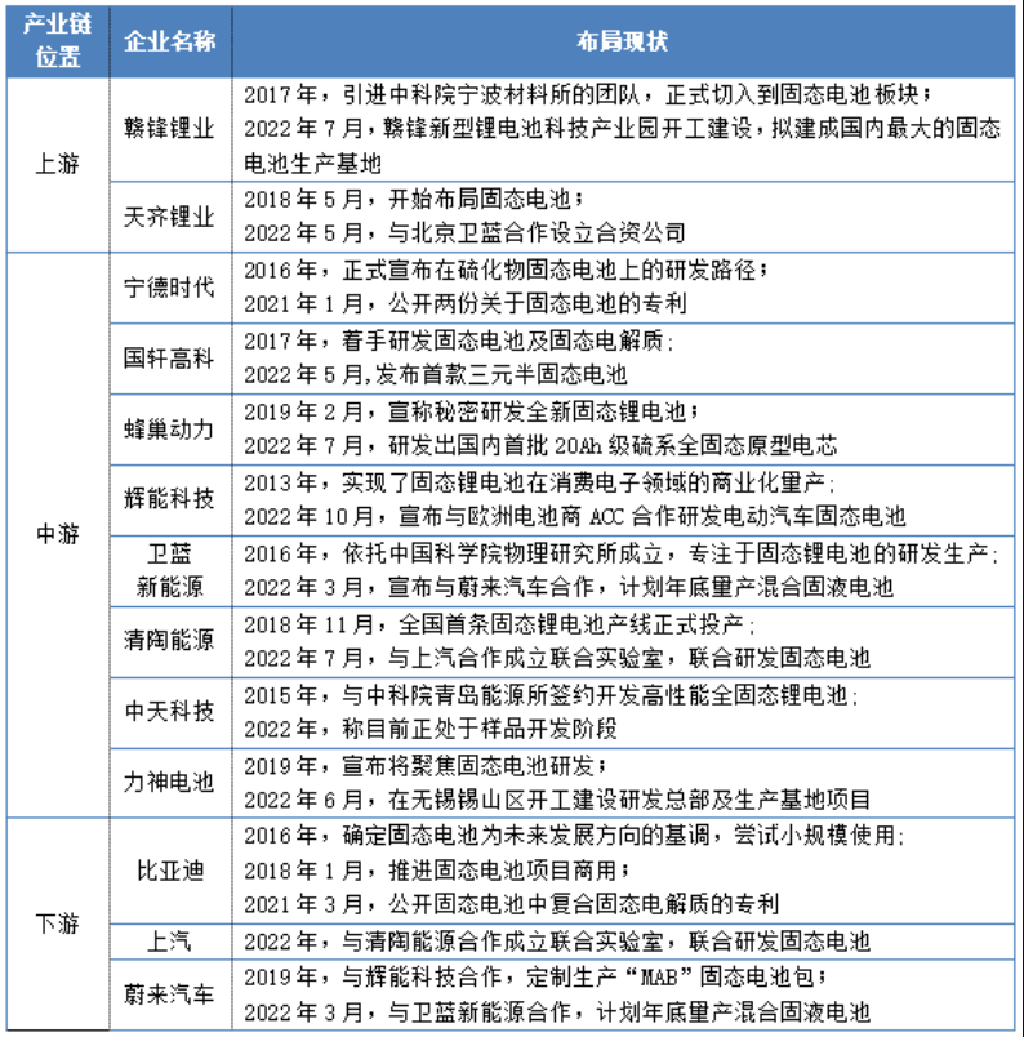 产业链
位置
企业名称
布局现状
上游
赣锋锂业
2017年，引进中科院宁波材料所的团队，正式切入到固态电池板块；
2022年7月，赣锋新型锂电池科技产业园开工建设，拟建成国内最大的固态
电池生产基地
天齐锂业
2018年5月，开始布局固态电池；
2022年5月，与北京卫蓝合作设立合资公司
中游
宁德时代
2016年，正式宣布在硫化物固态电池上的研发路径；
2021年1月，公开两份关于固态电池的专利
国轩高科
2017年，着手研发固态电池及固态电解质；
2022年5月,发布首款三元半固态电池
蜂巢动力
2019年2月，宣称秘密研发全新固态锂电池；
2022年7月，研发出国内首批20Ah级硫系全固态原型电芯
辉能科技
2013年，实现了固态锂电池在消费电子领域的商业化量产；
2022年10月，宣布与欧洲电池商ACC合作研发电动汽车固态电池
卫蓝
新能源
2016年，依托中国科学院物理研究所成立，专注于固态锂电池的研发生产；
2022年3月，宣布与蔚来汽车合作，计划年底量产混合固液电池
清陶能源
2018年11月，全国首条固态锂电池产线正式投产；
2022年7月，与上汽合作成立联合实验室，联合研发固态电池
中天科技
2015年，与中科院青岛能源所签约开发高性能全固态锂电池；
2022年，称目前正处于样品开发阶段
力神电池
2019年，宣布将聚焦固态电池研发；
2022年6月，在无锡锡山区开工建设研发总部及生产基地项目
下游
比亚迪
2016年，确定固态电池为未来发展方向的基调，尝试小规模使用；
2018年1月，推进固态电池项目商用；
2021年3月，公开固态电池中复合固态电解质的专利
上汽
2022年，与清陶能源合作成立联合实验室，联合研发固态电池
蔚来汽车
2019年，与辉能科技合作，定制生产“MAB”固态电池包；
2022年3月，与卫蓝新能源合作，计划年底量产混合固液电池